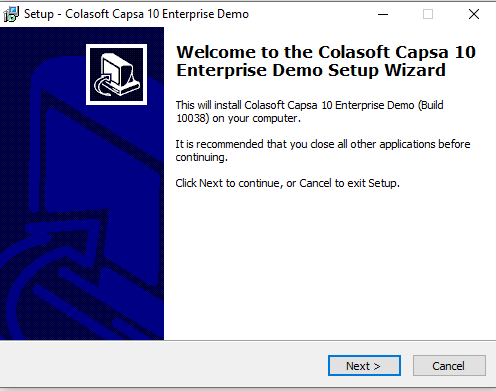 Setup - Colasoft Capsa 10 Enterprise Demo
Welcome to the Colasoft Capsa 10
Enterprise Demo Setup Wizard
This will install Colasoft Capsa 10 Enterprise Demo (Build
10038) on your computer.
It is recommended that you close all other applications before
continuing.
Click Next to continue, or Cancel to exit Setup.
Next >
Cancel